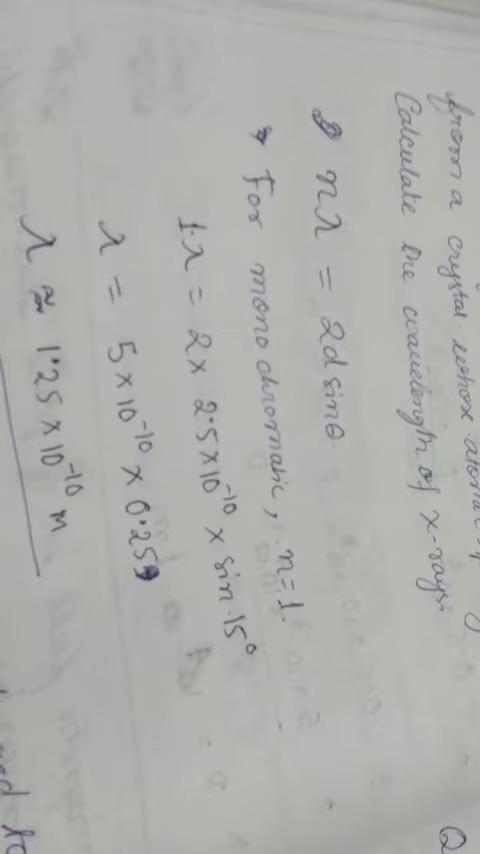 from a crystal whose atomic
Calculate the wavelength of x-rays.
nλ = 2d sinθ.
→ For monochromatic, n=1.
1·λ = 2 × 2.5×10⁻¹⁰ × sin 15°
λ = 5×10⁻¹⁰ × 0.259
λ ≈ 1.25 × 10⁻¹⁰ m
Q